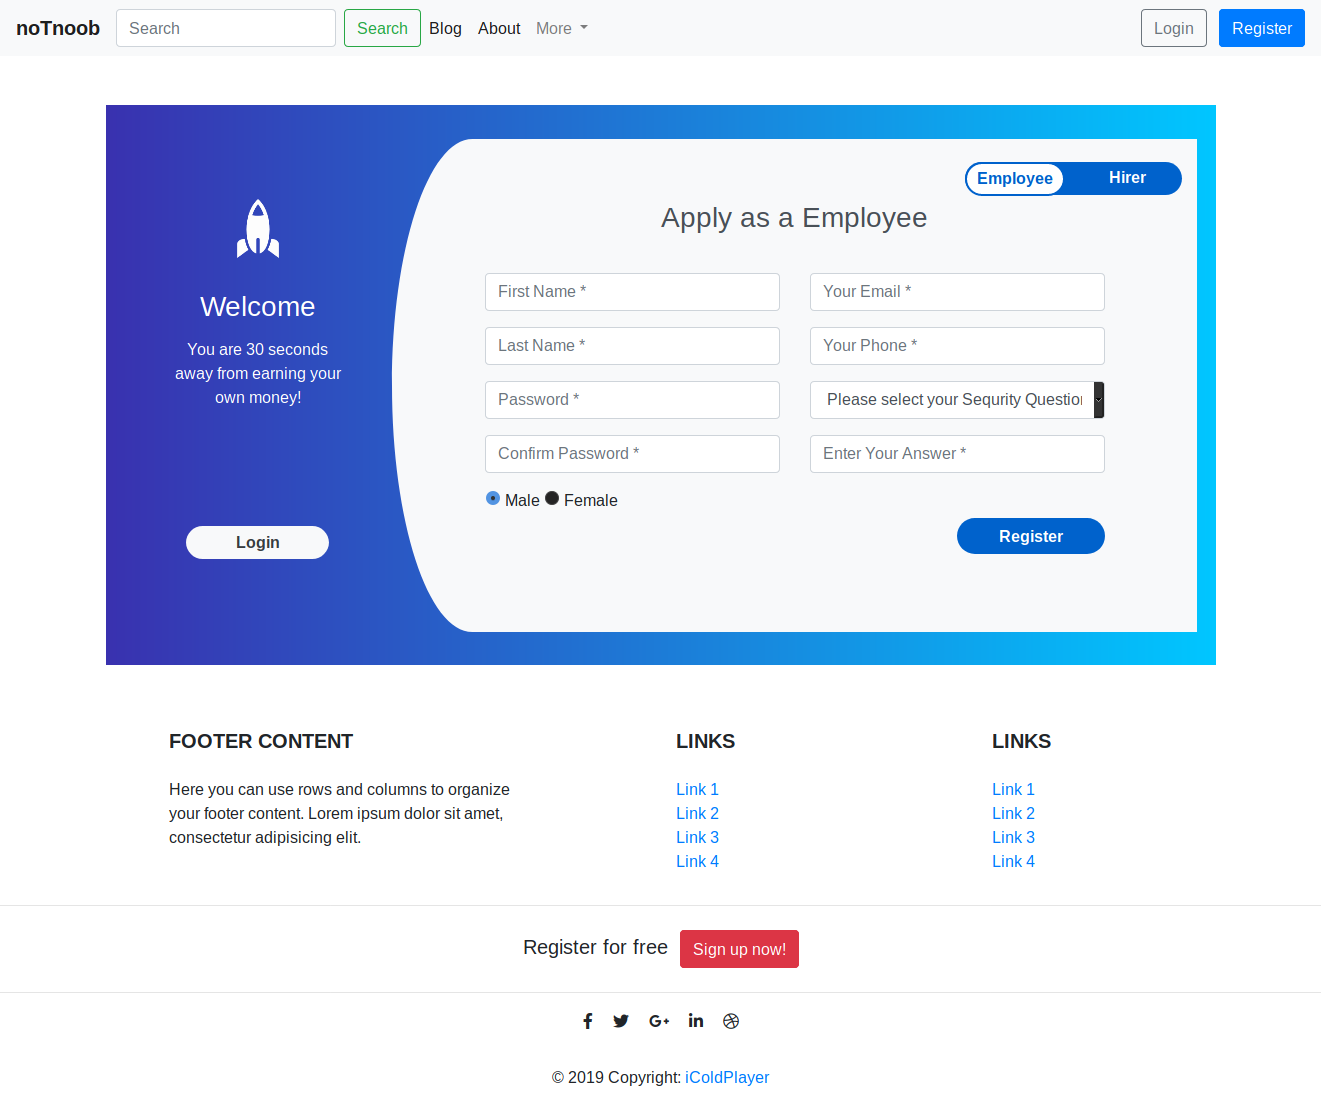 noTnoob Search Search Blog About More Login Register
Employee Hirer
Apply as a Employee
Welcome
You are 30 seconds
away from earning your
own money!
Login
First Name * Your Email *
Last Name * Your Phone *
Password * Please select your Sequrity Question
Confirm Password * Enter Your Answer *
Male Female
Register
FOOTER CONTENT
Here you can use rows and columns to organize
your footer content. Lorem ipsum dolor sit amet,
consectetur adipisicing elit.
LINKS
Link 1
Link 2
Link 3
Link 4
LINKS
Link 1
Link 2
Link 3
Link 4
Register for free Sign up now!
© 2019 Copyright: iColdPlayer